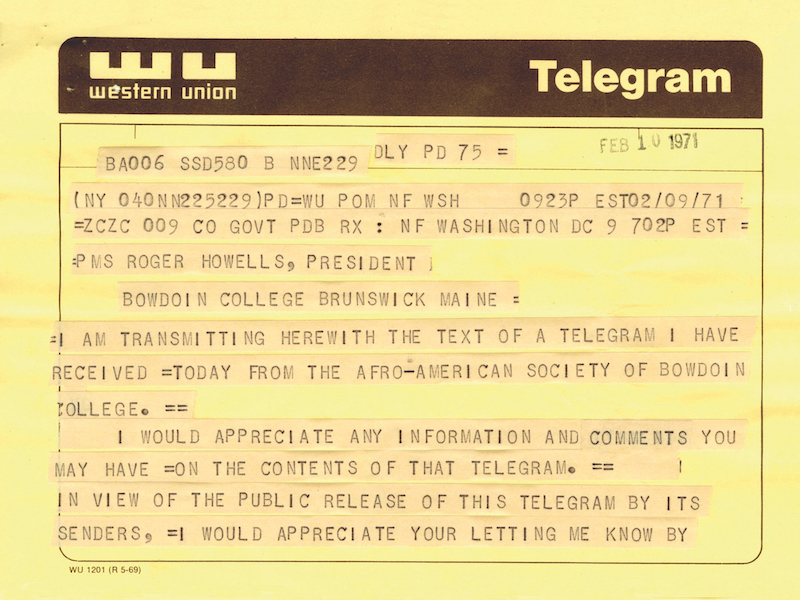 WU
western union
Telegram
DLY PD 75 =
FEB 10 1971
BA006 SSD580 B NNE229
(NY 040NN225229)PD=WU POM NF WSH 0923P EST02/09/71 :
=ZCZC 009 CO GOVT PDB RX : NF WASHINGTON DC 9 702P EST =
=PMS ROGER HOWELLS, PRESIDENT
BOWDOIN COLLEGE BRUNSWICK MAINE =
=I AM TRANSMITTING HEREWITH THE TEXT OF A TELEGRAM I HAVE
RECEIVED =TODAY FROM THE AFRO-AMERICAN SOCIETY OF BOWDOIN
COLLEGE. ==
I WOULD APPRECIATE ANY INFORMATION AND COMMENTS YOU
MAY HAVE =ON THE CONTENTS OF THAT TELEGRAM. ==
IN VIEW OF THE PUBLIC RELEASE OF THIS TELEGRAM BY ITS
SENDERS, =I WOULD APPRECIATE YOUR LETTING ME KNOW BY
WU 1201 (R 5-69)